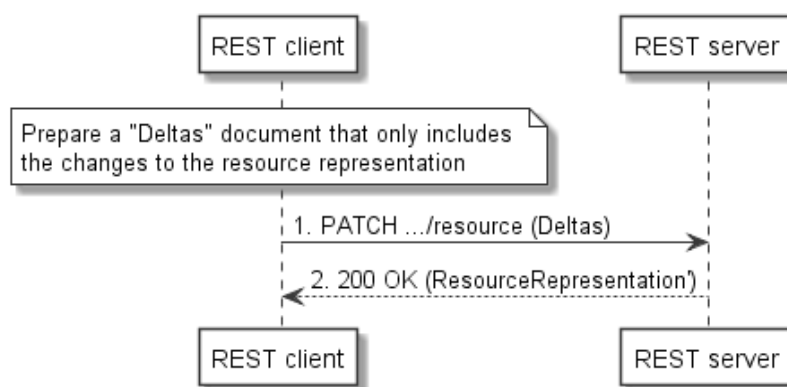 REST client
REST server
Prepare a "Deltas" document that only includes
the changes to the resource representation
1. PATCH .../resource (Deltas)
2. 200 OK (ResourceRepresentation')
REST client
REST server